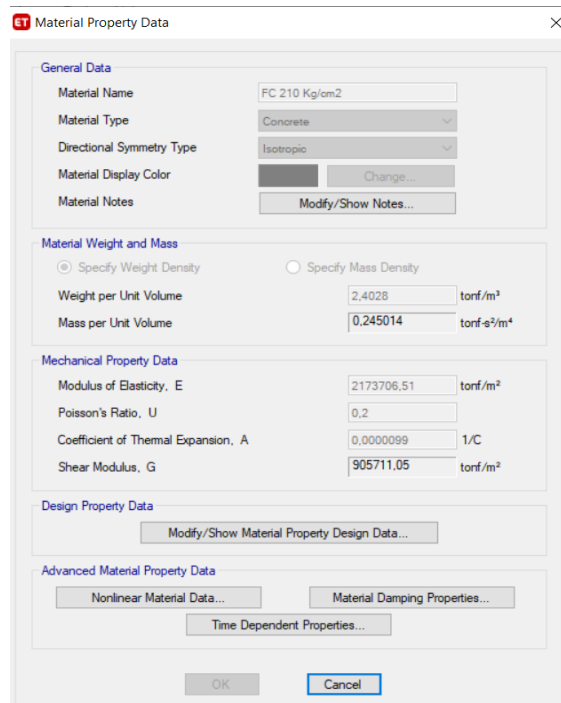 ET Material Property Data
General Data
Material Name FC 210 Kg/cm2
Material Type Concrete
Directional Symmetry Type Isotropic
Material Display Color Change...
Material Notes Modify/Show Notes...
Material Weight and Mass
Specify Weight Density Specify Mass Density
Weight per Unit Volume 2,4028 tonf/m³
Mass per Unit Volume 0,245014 tonf-s²/m⁴
Mechanical Property Data
Modulus of Elasticity, E 2173706,51 tonf/m²
Poisson's Ratio, U 0,2
Coefficient of Thermal Expansion, A 0,0000099 1/C
Shear Modulus, G 905711,05 tonf/m²
Design Property Data
Modify/Show Material Property Design Data...
Advanced Material Property Data
Nonlinear Material Data... Material Damping Properties...
Time Dependent Properties...
OK Cancel